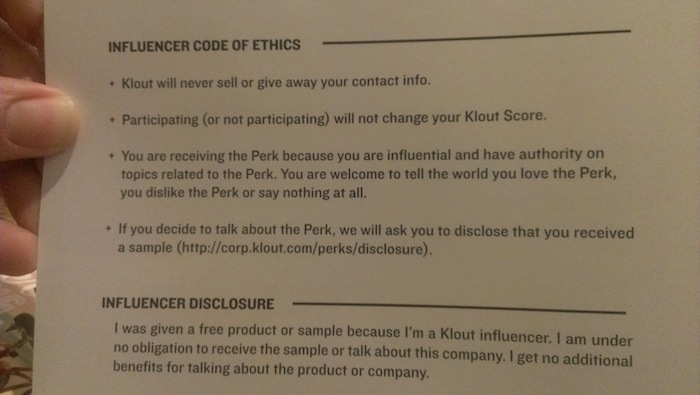 INFLUENCER CODE OF ETHICS
+ Klout will never sell or give away your contact info.
+ Participating (or not participating) will not change your Klout Score.
+ You are receiving the Perk because you are influential and have authority on
topics related to the Perk. You are welcome to tell the world you love the Perk,
you dislike the Perk or say nothing at all.
+ If you decide to talk about the Perk, we will ask you to disclose that you received
a sample (http://corp.klout.com/perks/disclosure).
INFLUENCER DISCLOSURE
I was given a free product or sample because I'm a Klout influencer. I am under
no obligation to receive the sample or talk about this company. I get no additional
benefits for talking about the product or company.